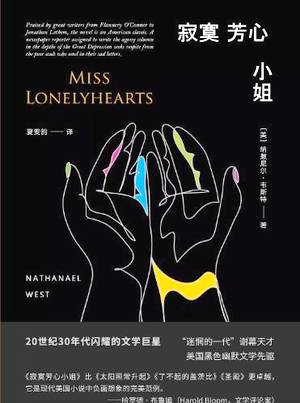 Praised by great writers from Flannery O'Connor to
Jonathan Lethem, the novel is an American classic. A
newspaper reporter assigned to write the agony column
in the depths of the Great Depression seeks respite from
the poor souls who send in their sad letters.
寂寞 芳心
小姐
MISS
LONELYHEARTS
夏雯韵 —— 译
[美] 纳撒尼尔·韦斯特 —— 著
NATHANAEL
WEST
20世纪30年代闪耀的文学巨星
“迷惘的一代”谢幕天才
美国黑色幽默文学先驱
《寂寞芳心小姐》比《太阳照常升起》《了不起的盖茨比》《圣殿》更卓越，
它是现代美国小说中负面想象的完美范例。
——哈罗德·布鲁姆（Harold Bloom，文学评论家）